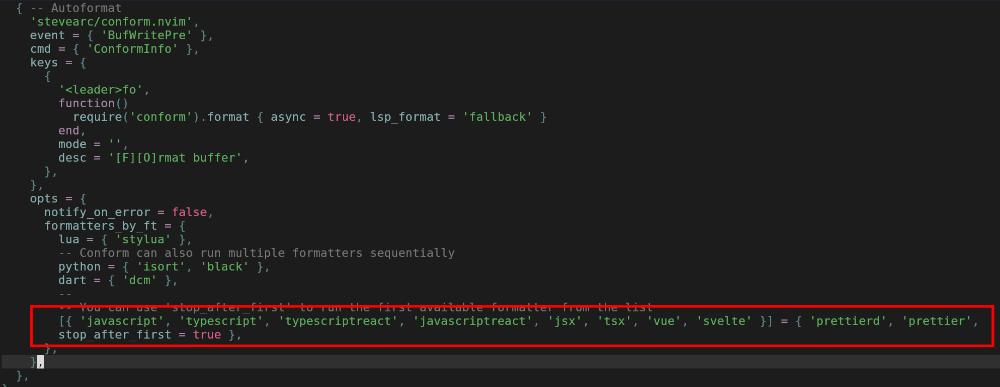 { -- Autoformat
'stevearc/conform.nvim',
event = { 'BufWritePre' },
cmd = { 'ConformInfo' },
keys = {
{
'<leader>fo',
function()
require('conform').format { async = true, lsp_format = 'fallback' }
end,
mode = '',
desc = '[F][O]rmat buffer',
},
},
opts = {
notify_on_error = false,
formatters_by_ft = {
lua = { 'stylua' },
-- Conform can also run multiple formatters sequentially
python = { 'isort', 'black' },
dart = { 'dcm' },
--
-- You can use 'stop_after_first' to run the first available formatter from the list
[{ 'javascript', 'typescript', 'typescriptreact', 'javascriptreact', 'jsx', 'tsx', 'vue', 'svelte' }] = { 'prettierd', 'prettier',
stop_after_first = true },
},
},
},
}